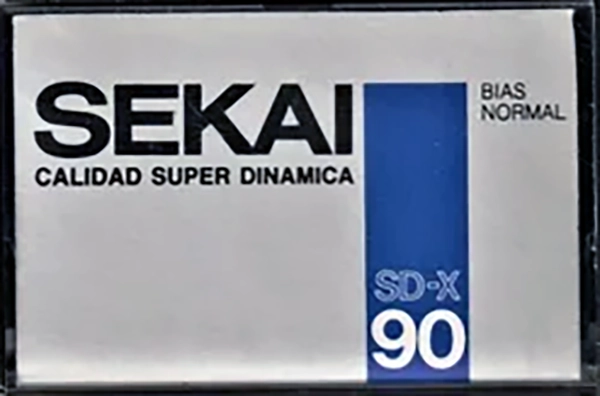 SEKAI
CALIDAD SUPER DINAMICA
BIAS
NORMAL
SD-X
90